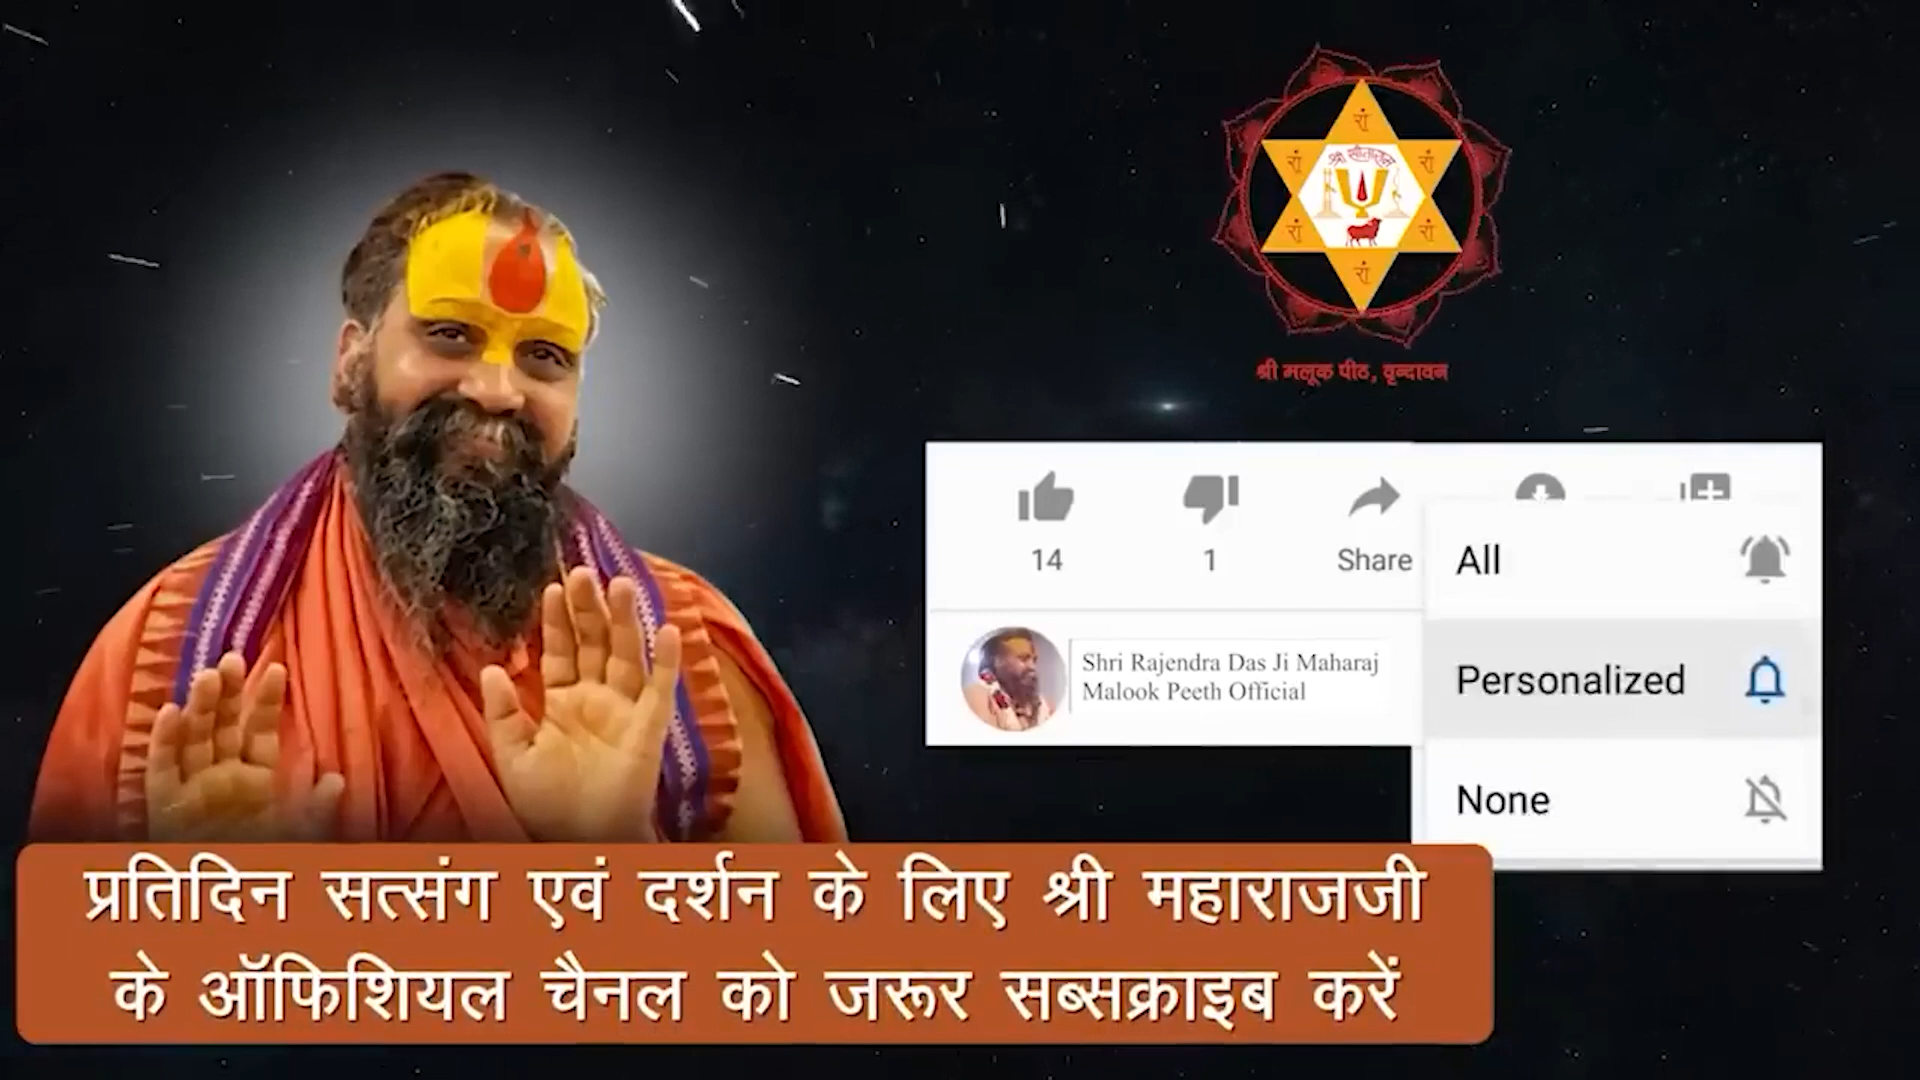 रां
रां
रां
श्री सीताराम
रां
रां
रां
श्री मलूक पीठ, वृन्दावन
14
1
Share
All
Shri Rajendra Das Ji Maharaj
Malook Peeth Official
Personalized
None
प्रतिदिन सत्संग एवं दर्शन के लिए श्री महाराजजी
के ऑफिशियल चैनल को जरूर सब्सक्राइब करें